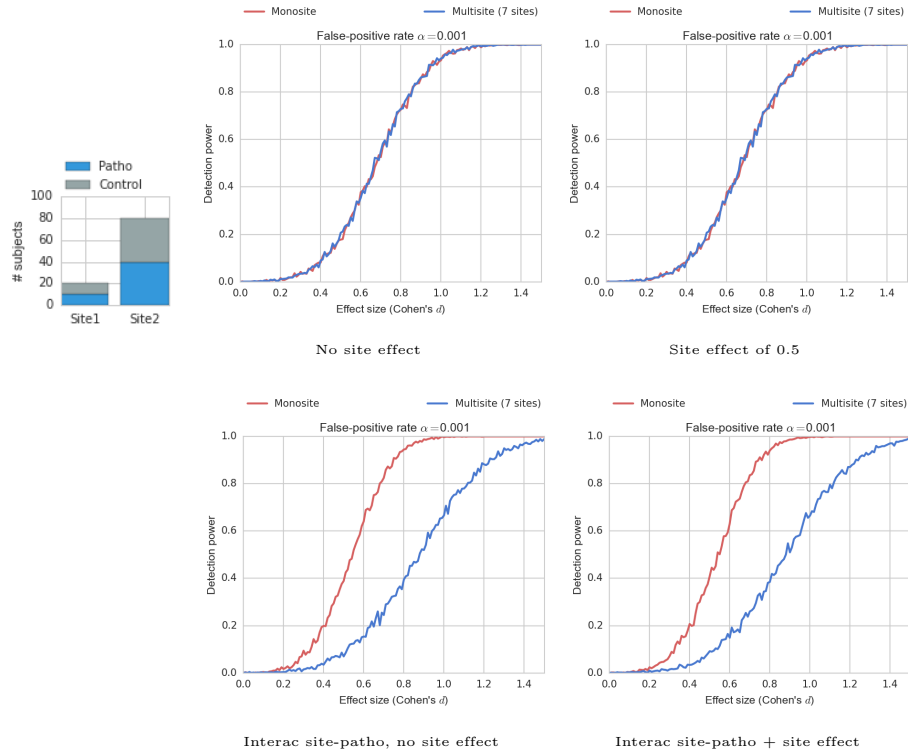 Monosite Multisite (7 sites)
False-positive rate α=0.001
1.0
0.8
0.6
0.4
0.2
0.0
Detection power
0.0 0.2 0.4 0.6 0.8 1.0 1.2 1.4
Effect size (Cohen's d)
No site effect
Monosite Multisite (7 sites)
False-positive rate α=0.001
1.0
0.8
0.6
0.4
0.2
0.0
Detection power
0.0 0.2 0.4 0.6 0.8 1.0 1.2 1.4
Effect size (Cohen's d)
Site effect of 0.5
Patho
Control
100
80
60
40
20
0
# subjects
Site1 Site2
Monosite Multisite (7 sites)
False-positive rate α=0.001
1.0
0.8
0.6
0.4
0.2
0.0
Detection power
0.0 0.2 0.4 0.6 0.8 1.0 1.2 1.4
Effect size (Cohen's d)
Interac site-patho, no site effect
Monosite Multisite (7 sites)
False-positive rate α=0.001
1.0
0.8
0.6
0.4
0.2
0.0
Detection power
0.0 0.2 0.4 0.6 0.8 1.0 1.2 1.4
Effect size (Cohen's d)
Interac site-patho + site effect